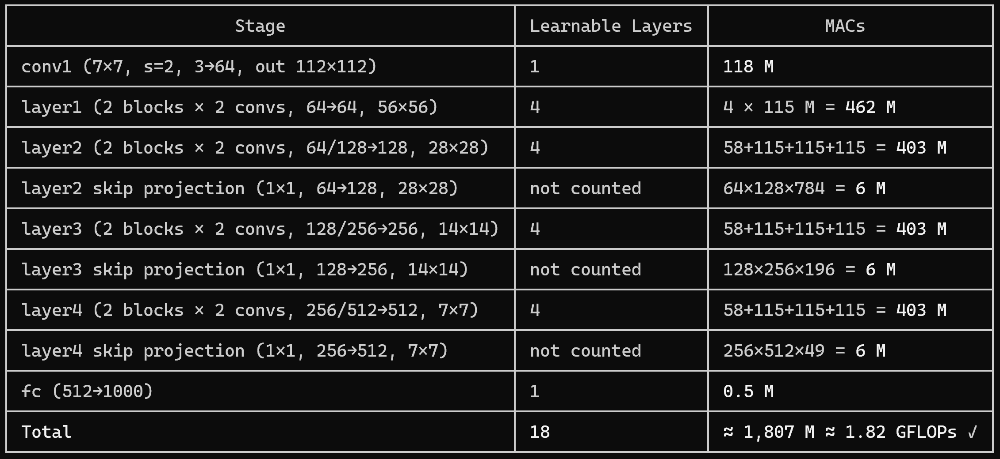 Stage Learnable Layers MACs
conv1 (7×7, s=2, 3→64, out 112×112) 1 118 M
layer1 (2 blocks × 2 convs, 64→64, 56×56) 4 4 × 115 M = 462 M
layer2 (2 blocks × 2 convs, 64/128→128, 28×28) 4 58+115+115+115 = 403 M
layer2 skip projection (1×1, 64→128, 28×28) not counted 64×128×784 = 6 M
layer3 (2 blocks × 2 convs, 128/256→256, 14×14) 4 58+115+115+115 = 403 M
layer3 skip projection (1×1, 128→256, 14×14) not counted 128×256×196 = 6 M
layer4 (2 blocks × 2 convs, 256/512→512, 7×7) 4 58+115+115+115 = 403 M
layer4 skip projection (1×1, 256→512, 7×7) not counted 256×512×49 = 6 M
fc (512→1000) 1 0.5 M
Total 18 ≈ 1,807 M ≈ 1.82 GFLOPs √